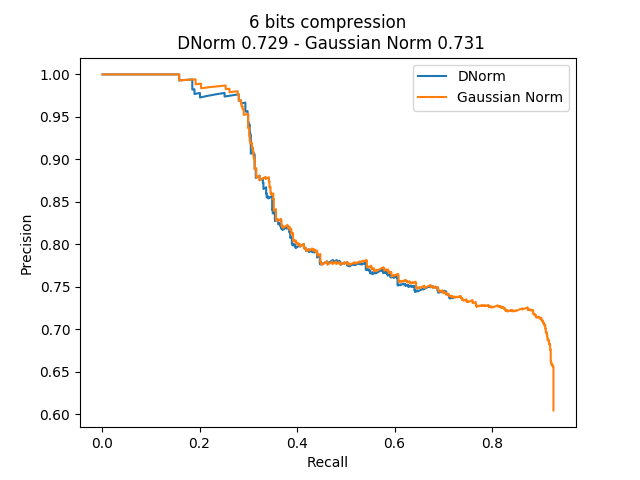 6 bits compression
DNorm 0.729 - Gaussian Norm 0.731
DNorm
Gaussian Norm
1.00
0.95
0.90
0.85
0.80
0.75
0.70
0.65
0.60
Precision
0.0
0.2
0.4
0.6
0.8
Recall